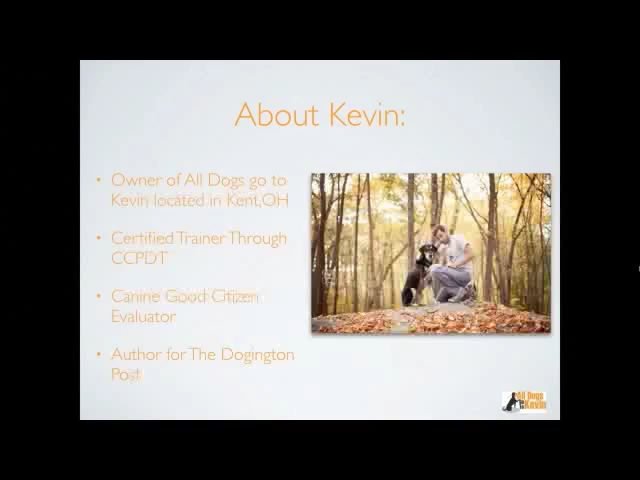 About Kevin:
• Owner of All Dogs go to
Kevin located in Kent,OH
• Certified Trainer Through
CCPDT
• Canine Good Citizen
Evaluator
• Author for The Dogington
Post
All Dogs
Kevin